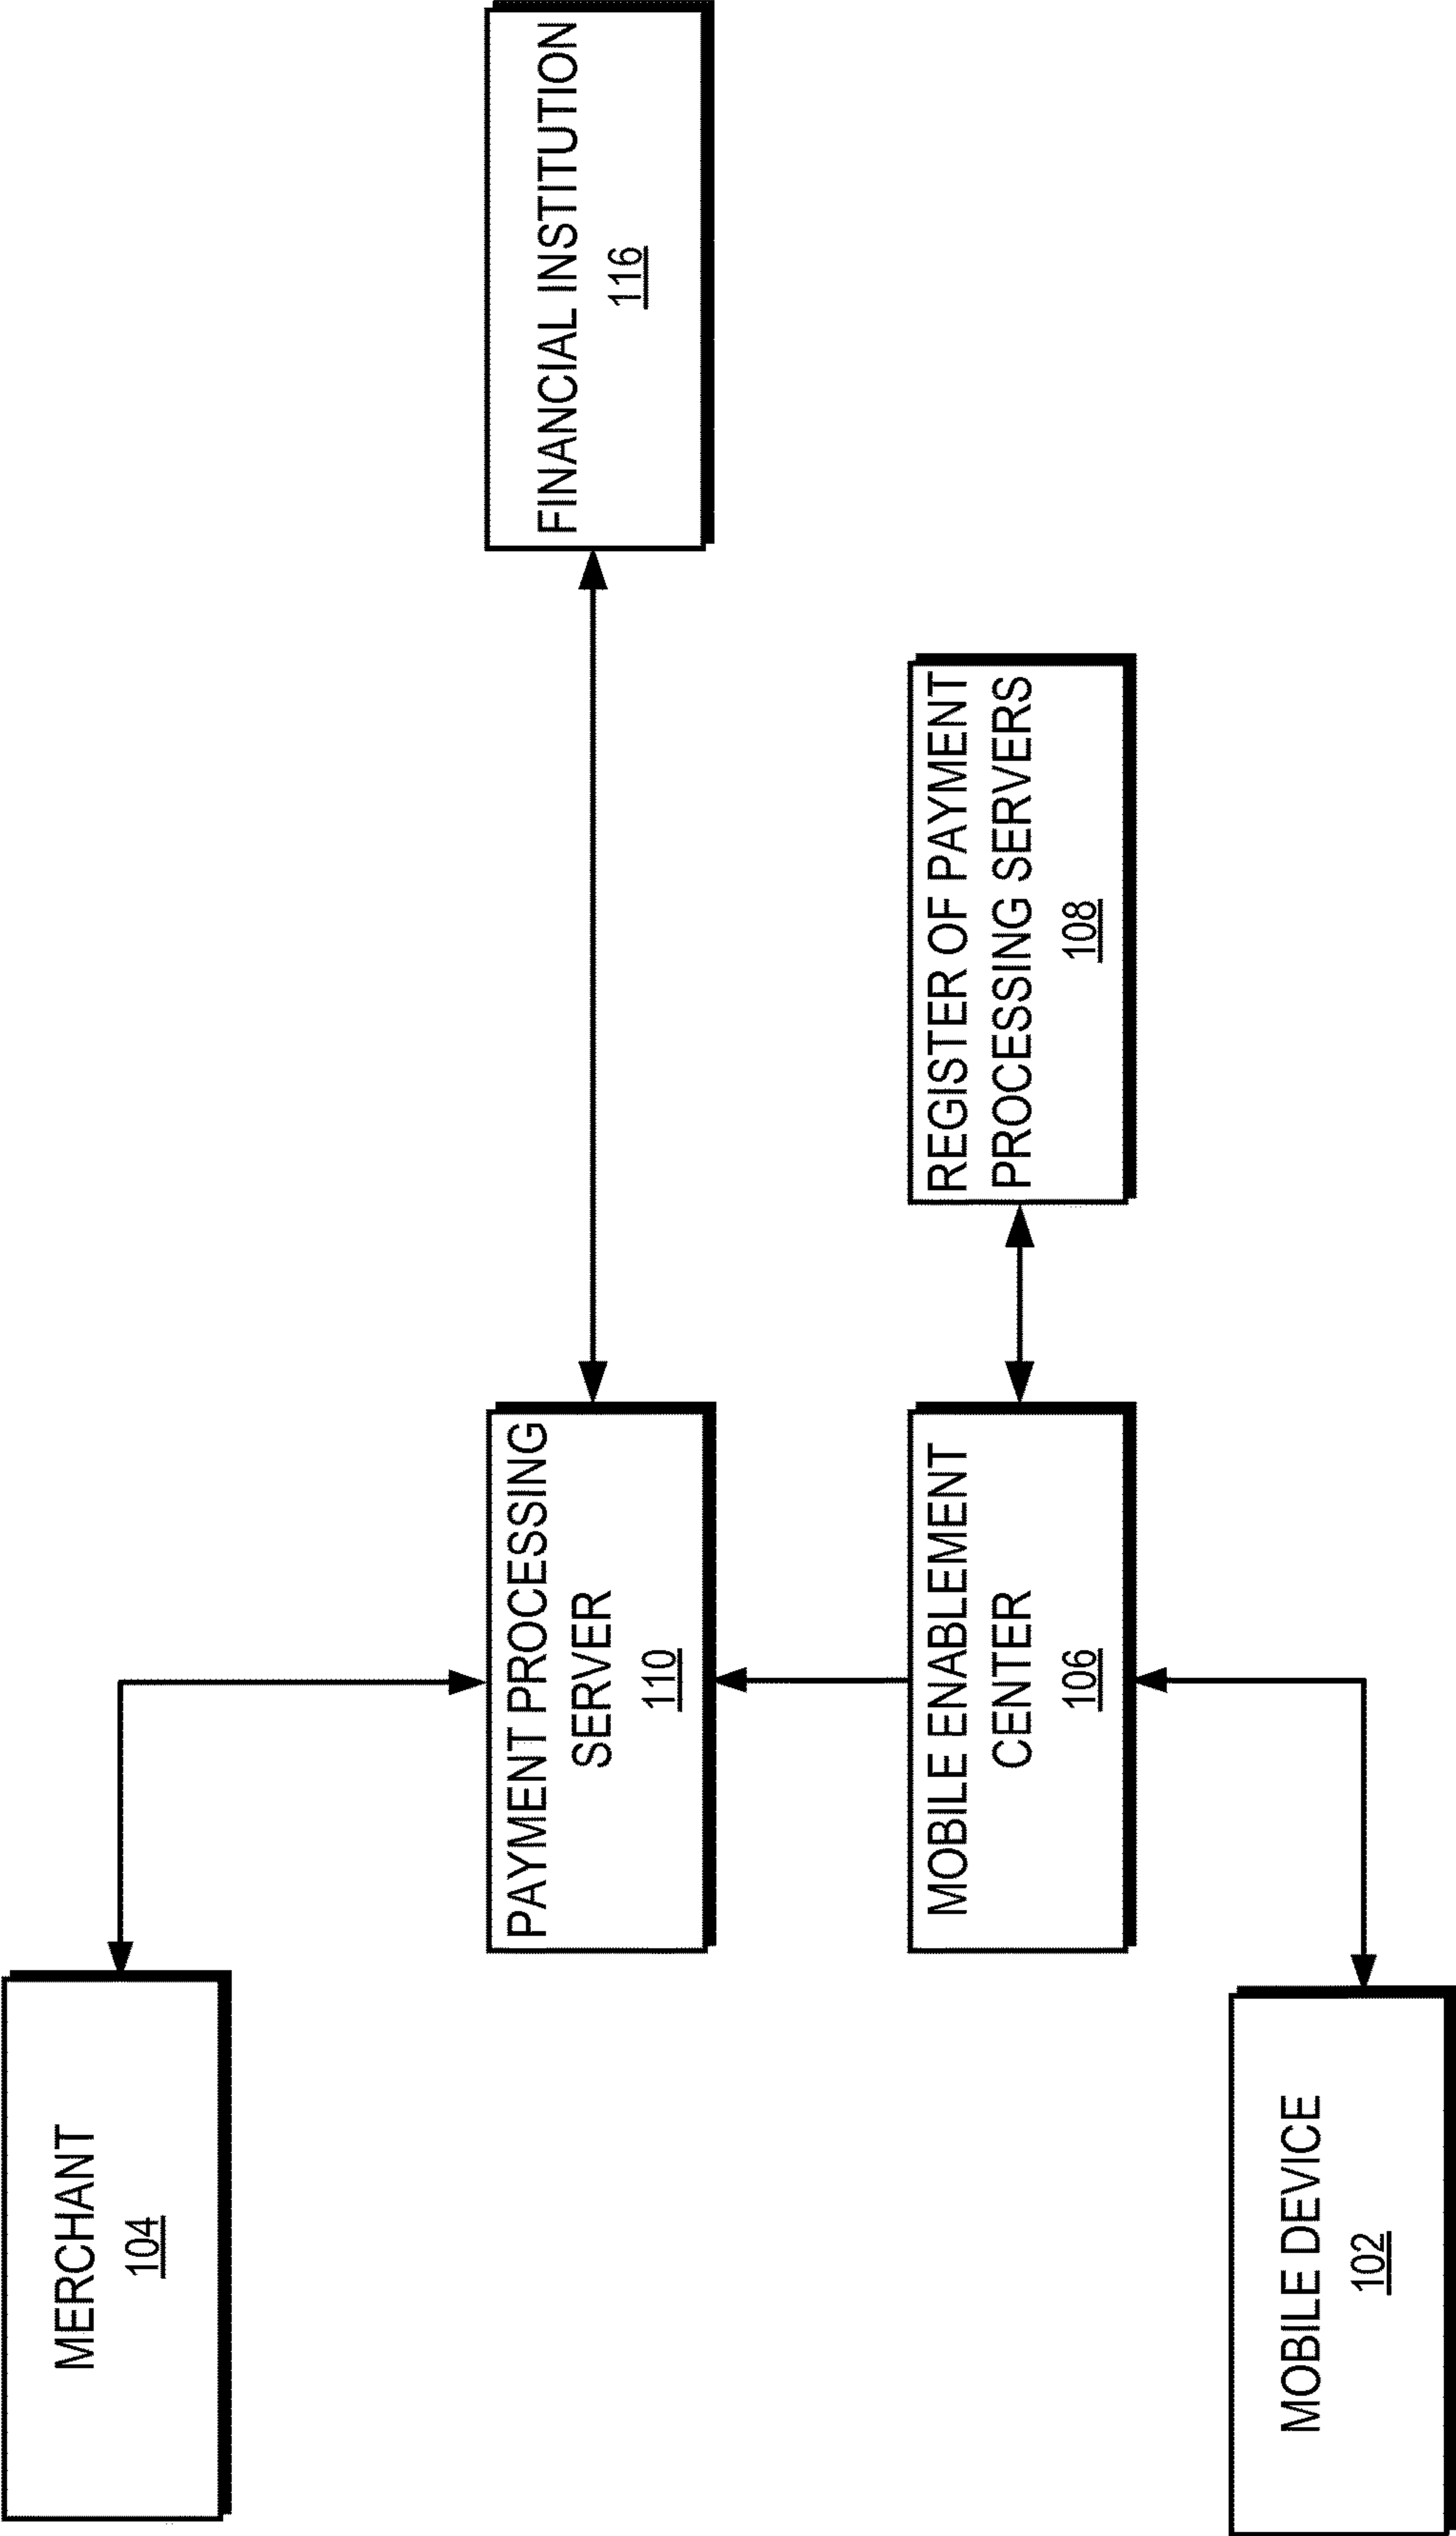 MERCHANT
104
PAYMENT PROCESSING
SERVER
110
FINANCIAL INSTITUTION
116
MOBILE ENABLEMENT
CENTER
106
REGISTER OF PAYMENT
PROCESSING SERVERS
108
MOBILE DEVICE
102